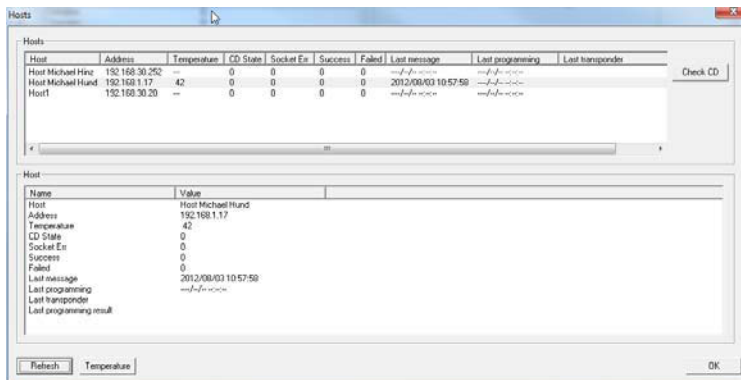 Hosts
Hosts
Host Address Temperature CD State Socket Err Success Failed Last message Last programming Last transponder
Host Michael Hinz 192.168.30.252 --- 0 0 0 0 ---/--/-- --:--:-- ---/--/-- --:--:--
Host Michael Hund 192.168.1.17 42 0 0 0 0 2012/08/03 10:57:58 ---/--/-- --:--:--
Host1 192.168.30.20 --- 0 0 0 0 ---/--/-- --:--:-- ---/--/-- --:--:--
Check CD
Host
Name Value
Host Host Michael Hund
Address 192.168.1.17
Temperature 42
CD State 0
Socket Err 0
Success 0
Failed 0
Last message 2012/08/03 10:57:58
Last programming ---/--/-- --:--:--
Last transponder
Last programming result
Refresh Temperature OK